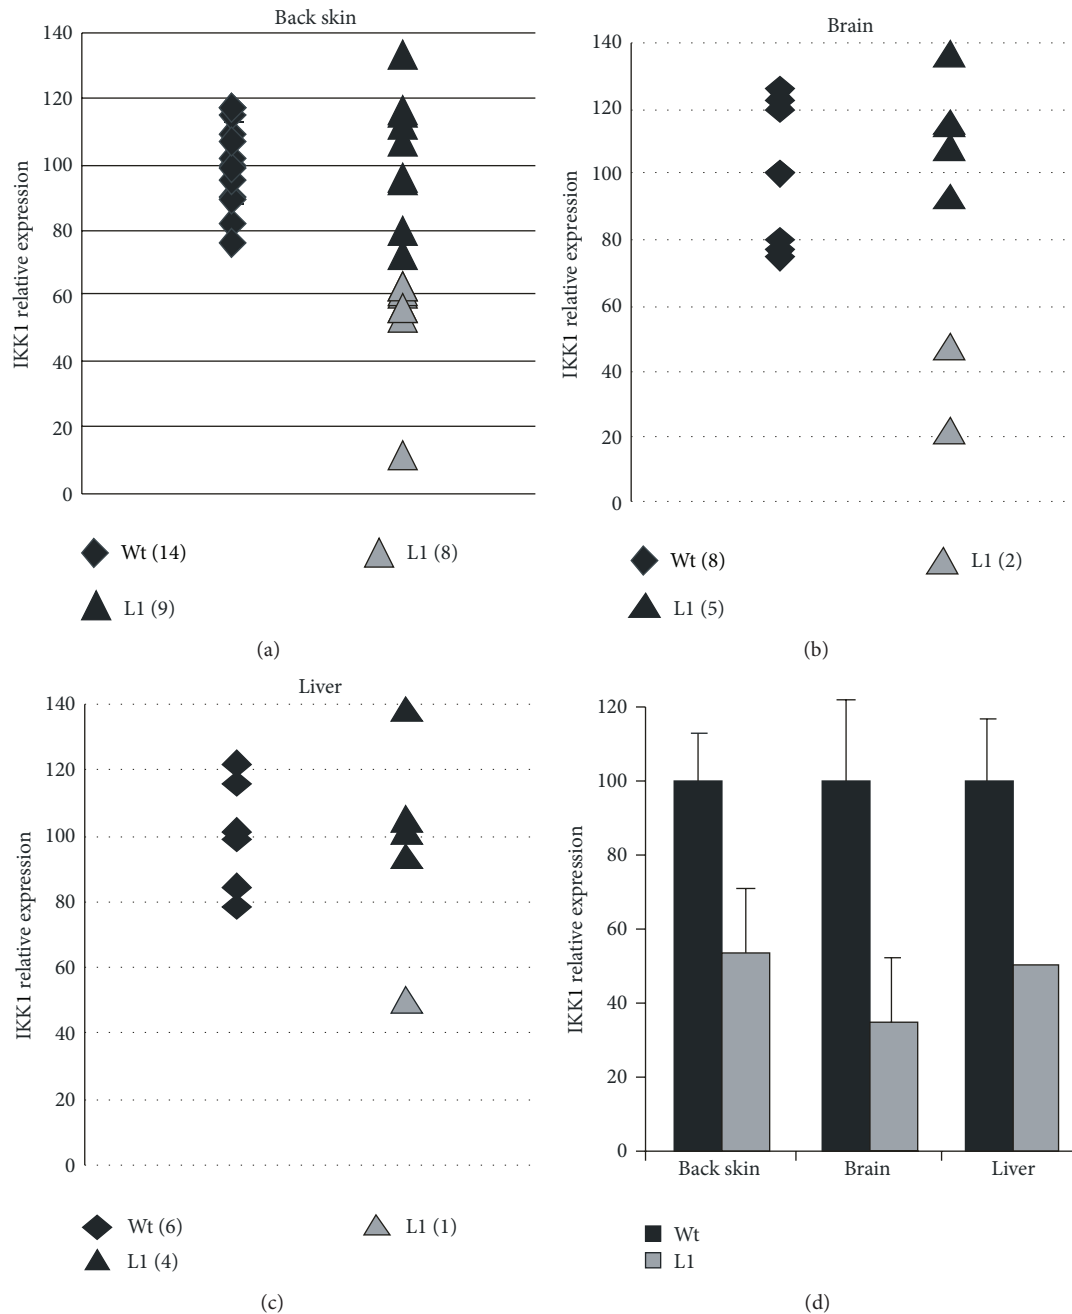 Back skin
IKK1 relative expression
140
120
100
80
60
40
20
0
Wt (14)
L1 (8)
L1 (9)
(a)
Brain
IKK1 relative expression
140
120
100
80
60
40
20
0
Wt (8)
L1 (2)
L1 (5)
(b)
Liver
IKK1 relative expression
140
120
100
80
60
40
20
0
Wt (6)
L1 (1)
L1 (4)
(c)
IKK1 relative expression
120
100
80
60
40
20
0
Back skin
Brain
Liver
Wt
L1
(d)